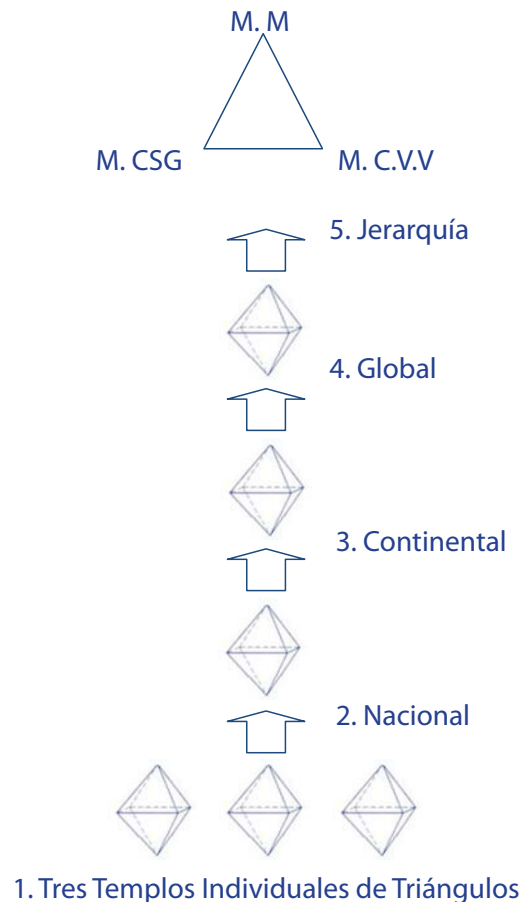 M. M
M. CSG
M. C.V.V
5. Jerarquía
4. Global
3. Continental
2. Nacional
1. Tres Templos Individuales de Triángulos